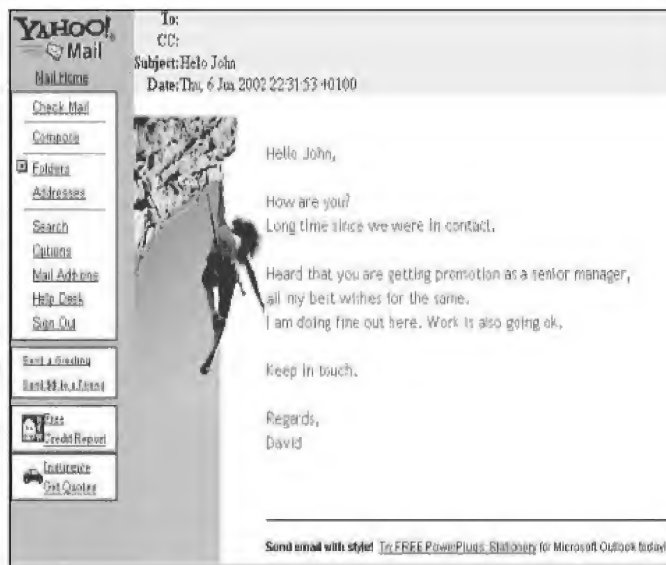 YAHOO!
Mail
Mail Home
Check Mail
Compose
Folders
Addresses
Search
Options
Mail Add-ons
Help Desk
Sign Out
Send a Greeting
Send $$ to a Friend
Free
Credit Report
Insurance
Get Quotes
To:
CC:
Subject: Helo John
Date: Thu, 6 Jun 2002 22:31:53 +0100
Hello John,
How are you?
Long time since we were in contact.
Heard that you are getting promotion as a senior manager,
all my best wishes for the same.
I am doing fine out here. Work is also going ok.
Keep in touch.
Regards,
David
Send email with style! Try FREE PowerPlugs: Stationery for Microsoft Outlook today!